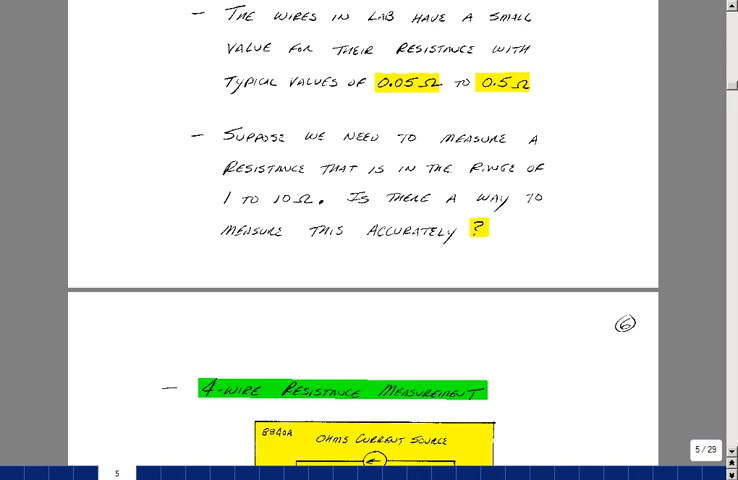 - THE WIRES IN LAB HAVE A SMALL
VALUE FOR THEIR RESISTANCE WITH
TYPICAL VALUES OF 0.05Ω TO 0.5Ω
- SUPPOSE WE NEED TO MEASURE A
RESISTANCE THAT IS IN THE RANGE OF
1 TO 10Ω. IS THERE A WAY TO
MEASURE THIS ACCURATELY ?
6
- 4-WIRE RESISTANCE MEASUREMENT
8840A OHMS CURRENT SOURCE
5 / 29
5